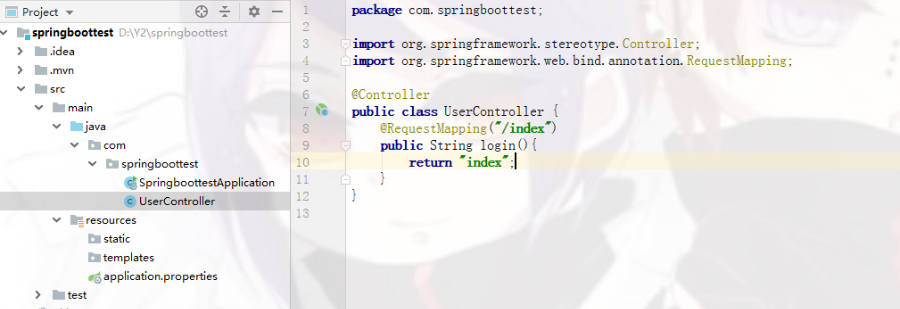 Project
springboottest D:\Y2\springboottest
.idea
.mvn
src
main
java
com
springboottest
SpringboottestApplication
UserController
resources
static
templates
application.properties
test
1 package com.springboottest;
2
3 import org.springframework.stereotype.Controller;
4 import org.springframework.web.bind.annotation.RequestMapping;
5
6 @Controller
7 public class UserController {
8 @RequestMapping("/index")
9 public String login(){
10 return "index";
11 }
12 }
13